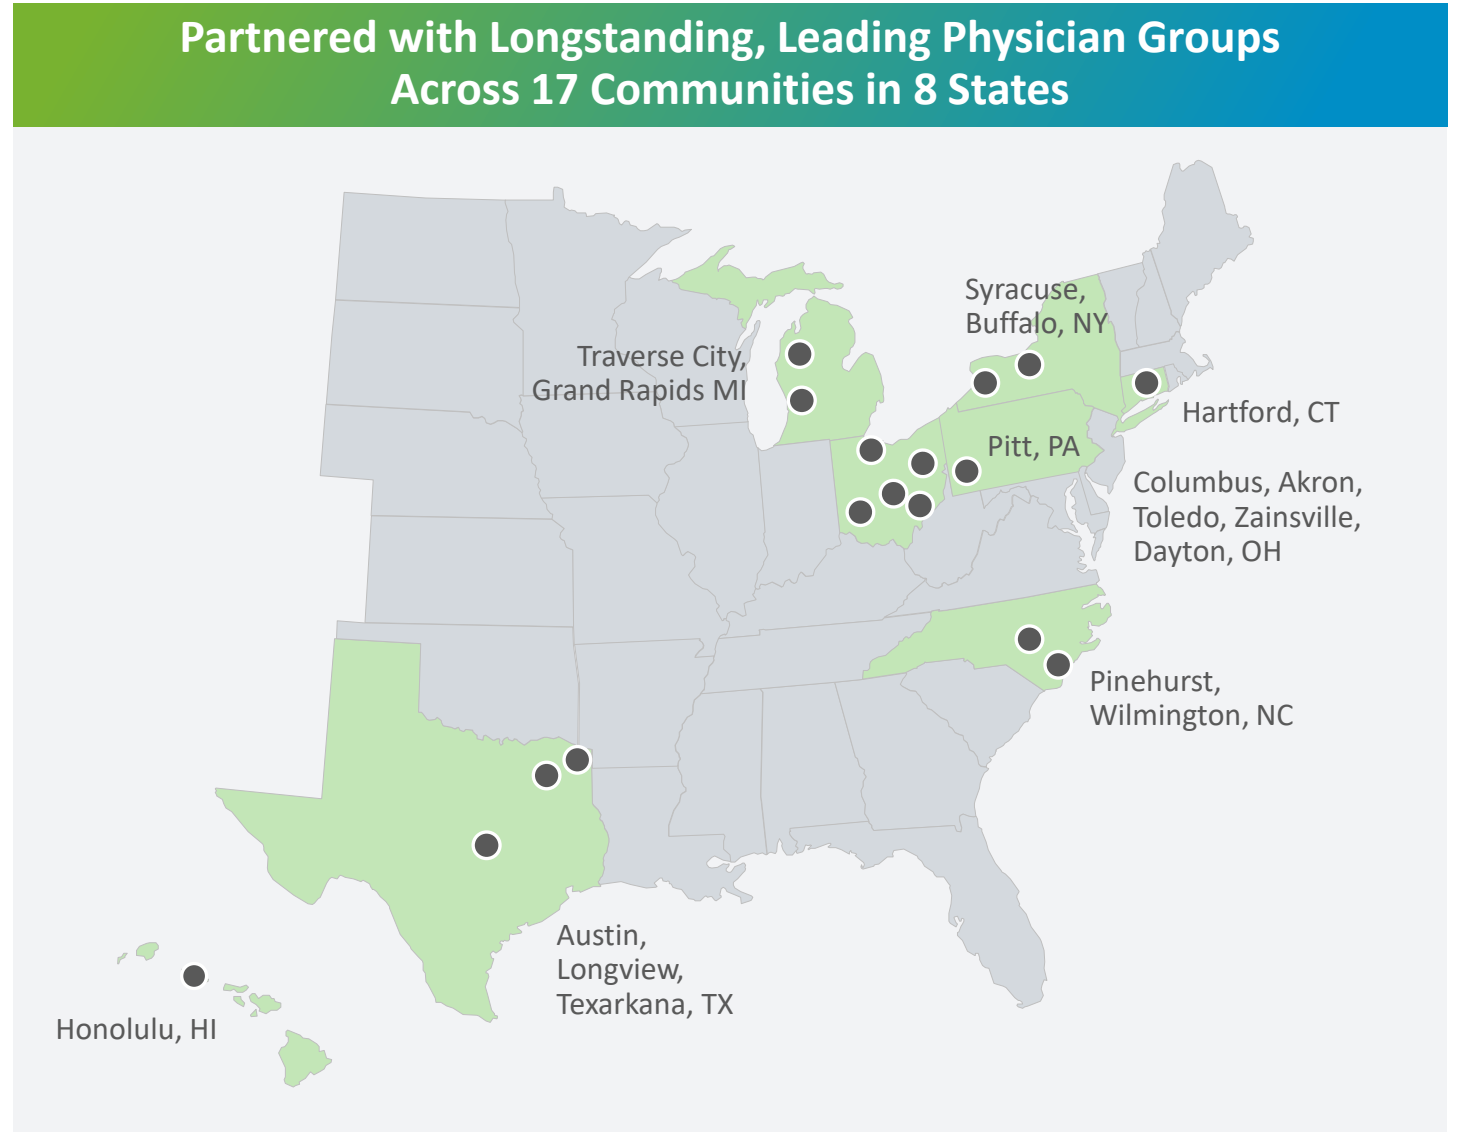 Partnered with Longstanding, Leading Physician Groups
Across 17 Communities in 8 States
Syracuse,
Buffalo, NY
Traverse City,
Grand Rapids MI
Hartford, CT
Pitt, PA
Columbus, Akron,
Toledo, Zainsville,
Dayton, OH
Pinehurst,
Wilmington, NC
Austin,
Longview,
Texarkana, TX
Honolulu, HI